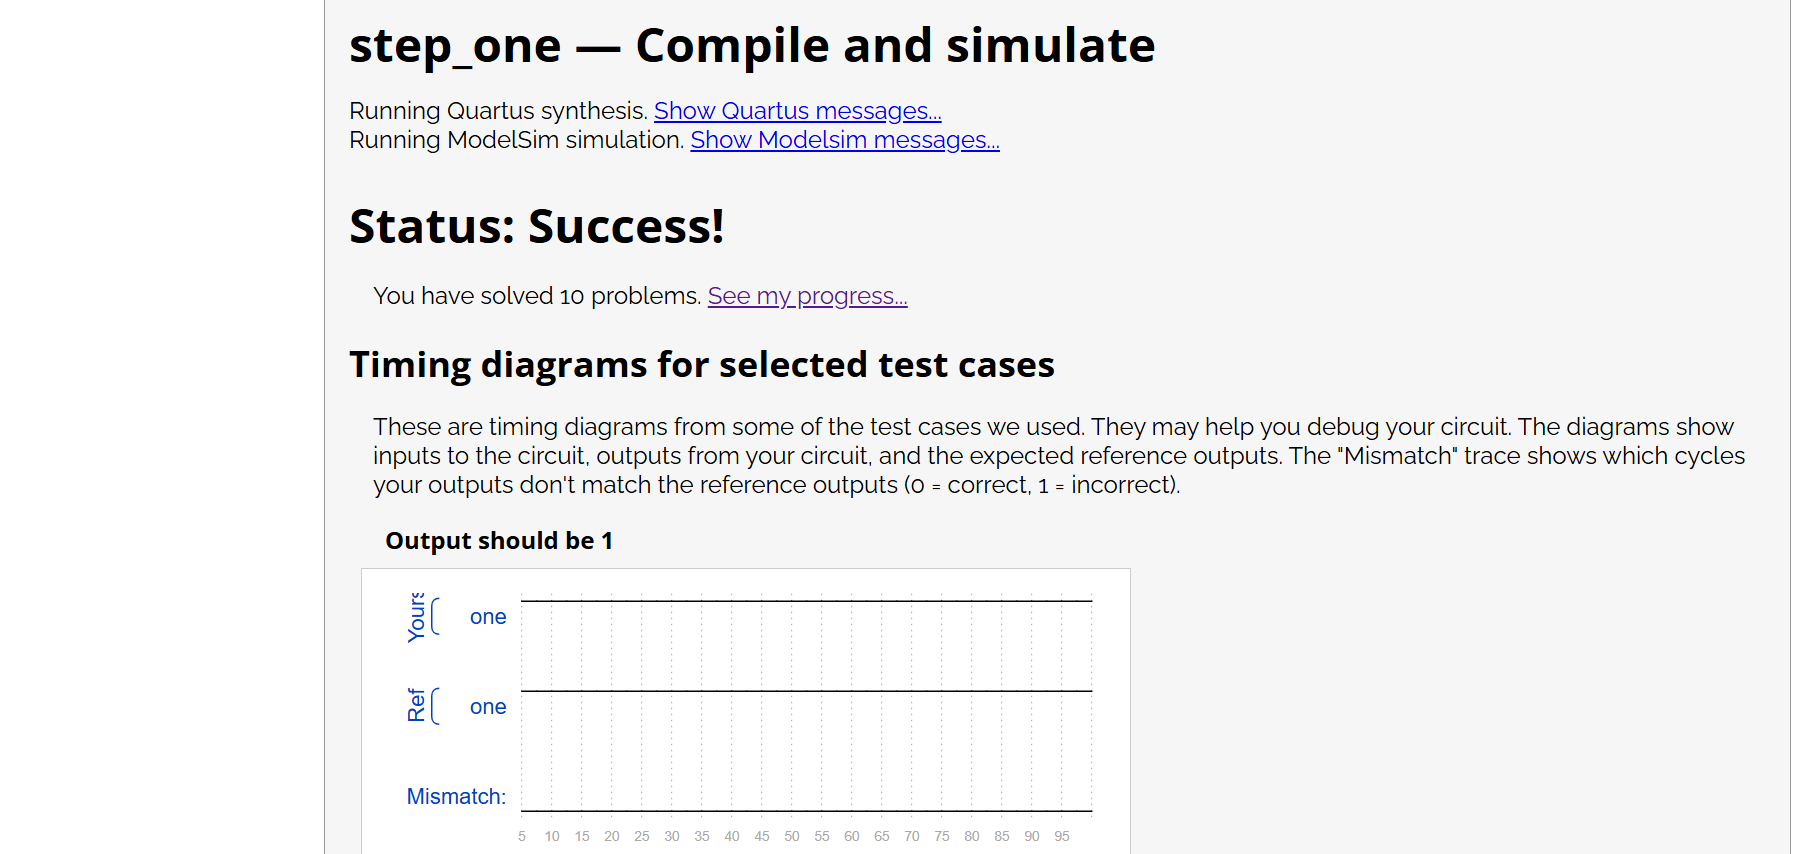 step_one — Compile and simulate
Running Quartus synthesis. Show Quartus messages...
Running ModelSim simulation. Show Modelsim messages...
Status: Success!
You have solved 10 problems. See my progress...
Timing diagrams for selected test cases
These are timing diagrams from some of the test cases we used. They may help you debug your circuit. The diagrams show
inputs to the circuit, outputs from your circuit, and the expected reference outputs. The "Mismatch" trace shows which cycles
your outputs don't match the reference outputs (0 = correct, 1 = incorrect).
Output should be 1
Yours one
Ref one
Mismatch:
5 10 15 20 25 30 35 40 45 50 55 60 65 70 75 80 85 90 95